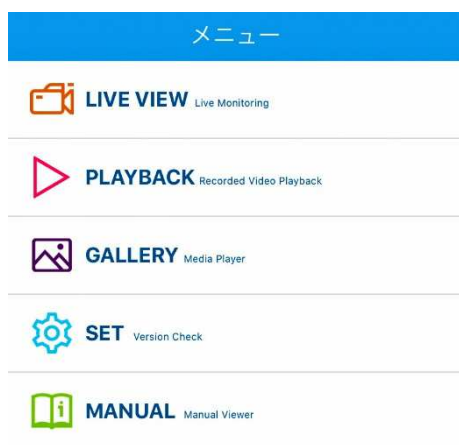 メニュー
LIVE VIEW Live Monitoring
PLAYBACK Recorded Video Playback
GALLERY Media Player
SET Version Check
MANUAL Manual Viewer